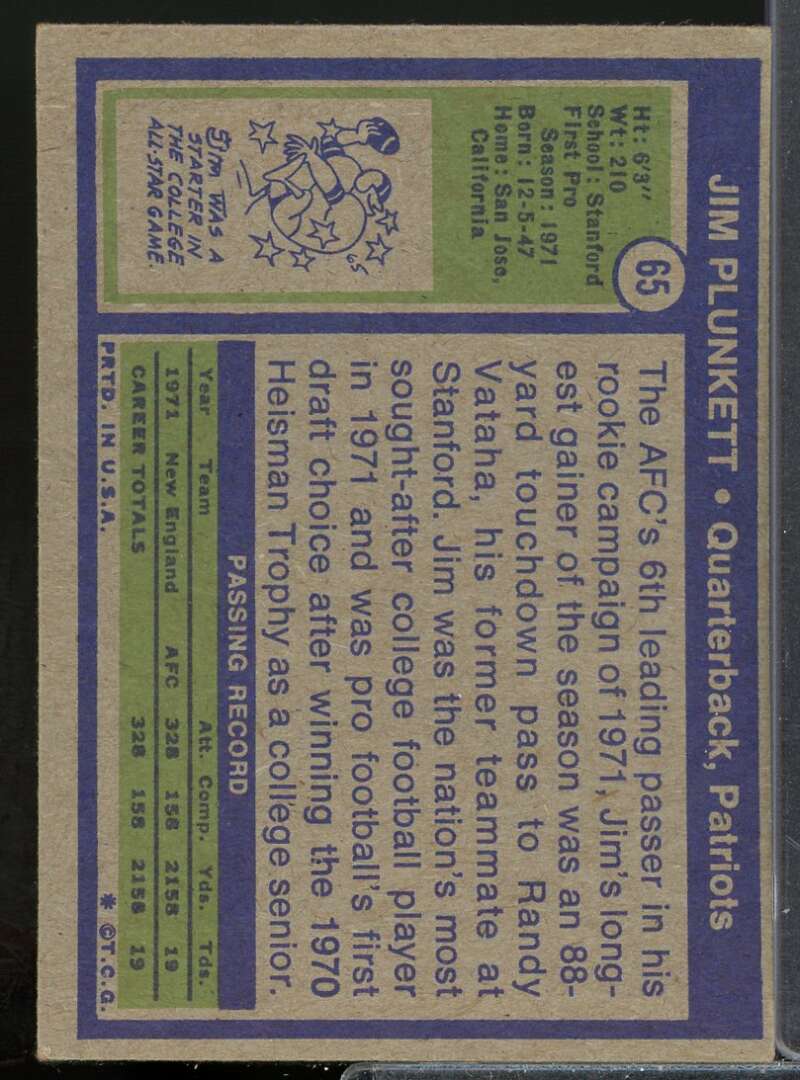 JIM PLUNKETT • Quarterback, Patriots
65
Ht: 6'3"
Wt: 210
School: Stanford
First Pro
Season: 1971
Born: 12-5-47
Home: San Jose,
California
65
JIM WAS A
STARTER IN
THE COLLEGE
ALL-STAR GAME.
The AFC's 6th leading passer in his
rookie campaign of 1971, Jim's long-
est gainer of the season was an 88-
yard touchdown pass to Randy
Vataha, his former teammate at
Stanford. Jim was the nation's most
sought-after college football player
in 1971 and was pro football's first
draft choice after winning the 1970
Heisman Trophy as a college senior.
PASSING RECORD
Year Team Att. Comp. Yds. Tds.
1971 New England AFC 328 158 2158 19
CAREER TOTALS 328 158 2158 19
PRTD. IN U.S.A. * ©T.C.G.